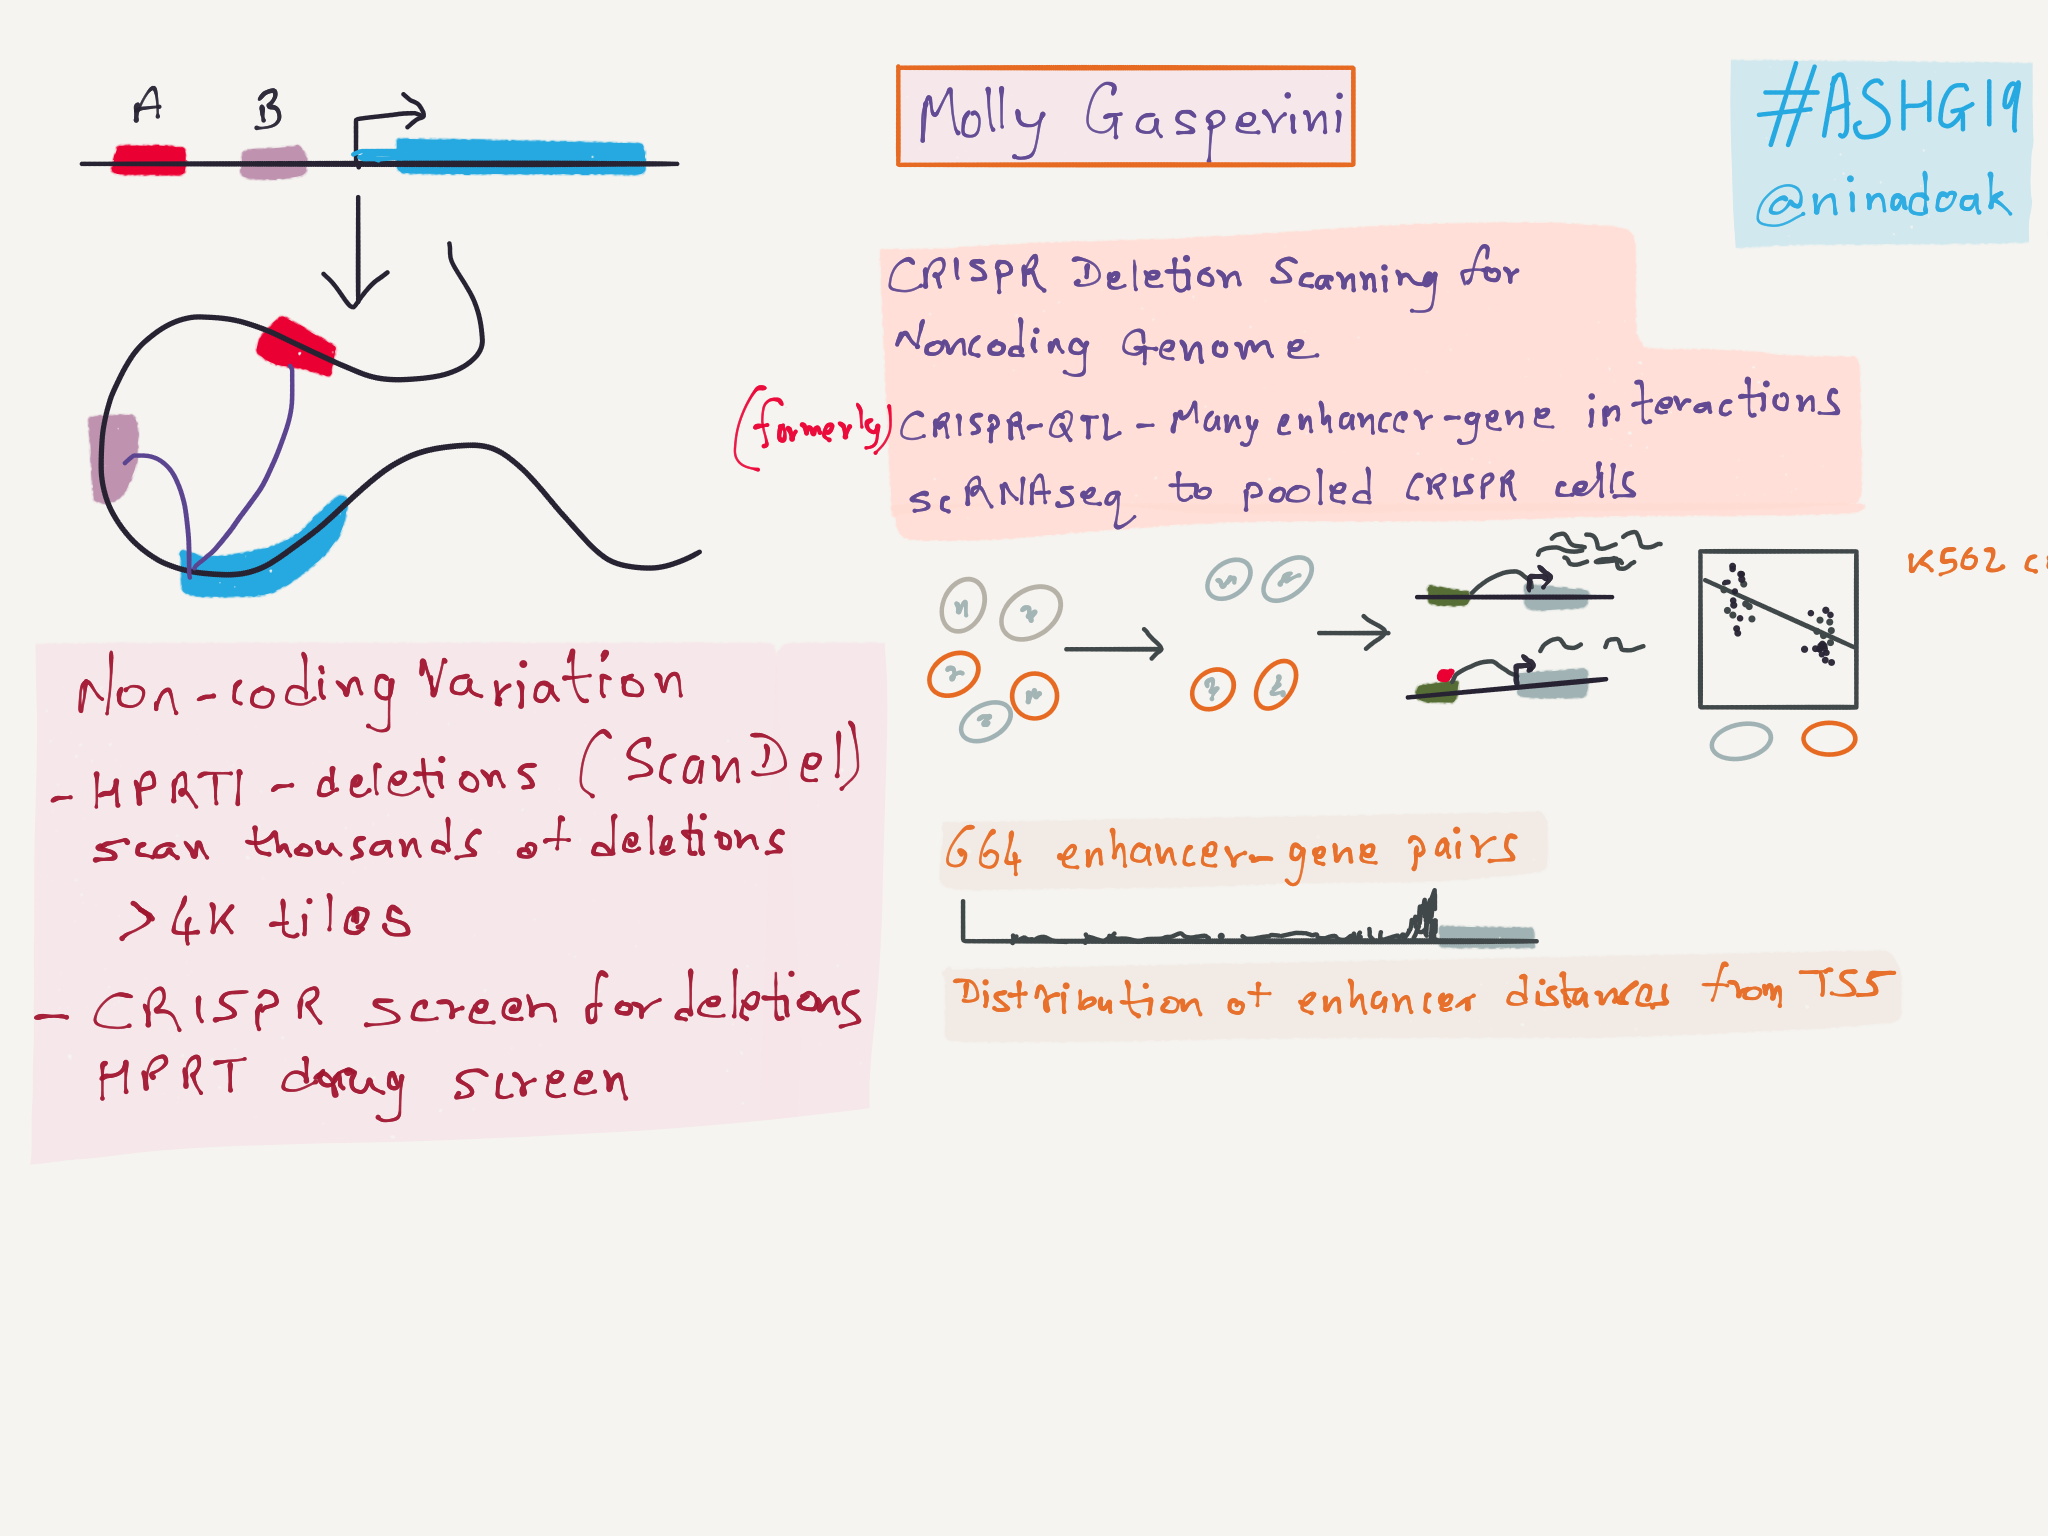 A B
Molly Gasperini
#ASHG19
@ninadoak
CRISPR Deletion Scanning for
Noncoding Genome
(formerly) CRISPR-QTL - Many enhancer-gene interactions
scRNAseq to pooled CRISPR cells
K562 ce
Non-coding Variation
- HPRT1 - deletions (ScanDel)
scan thousands of deletions
>4K tiles
- CRISPR screen for deletions
HPRT drug screen
664 enhancer-gene pairs
Distribution of enhancer distances from TSS